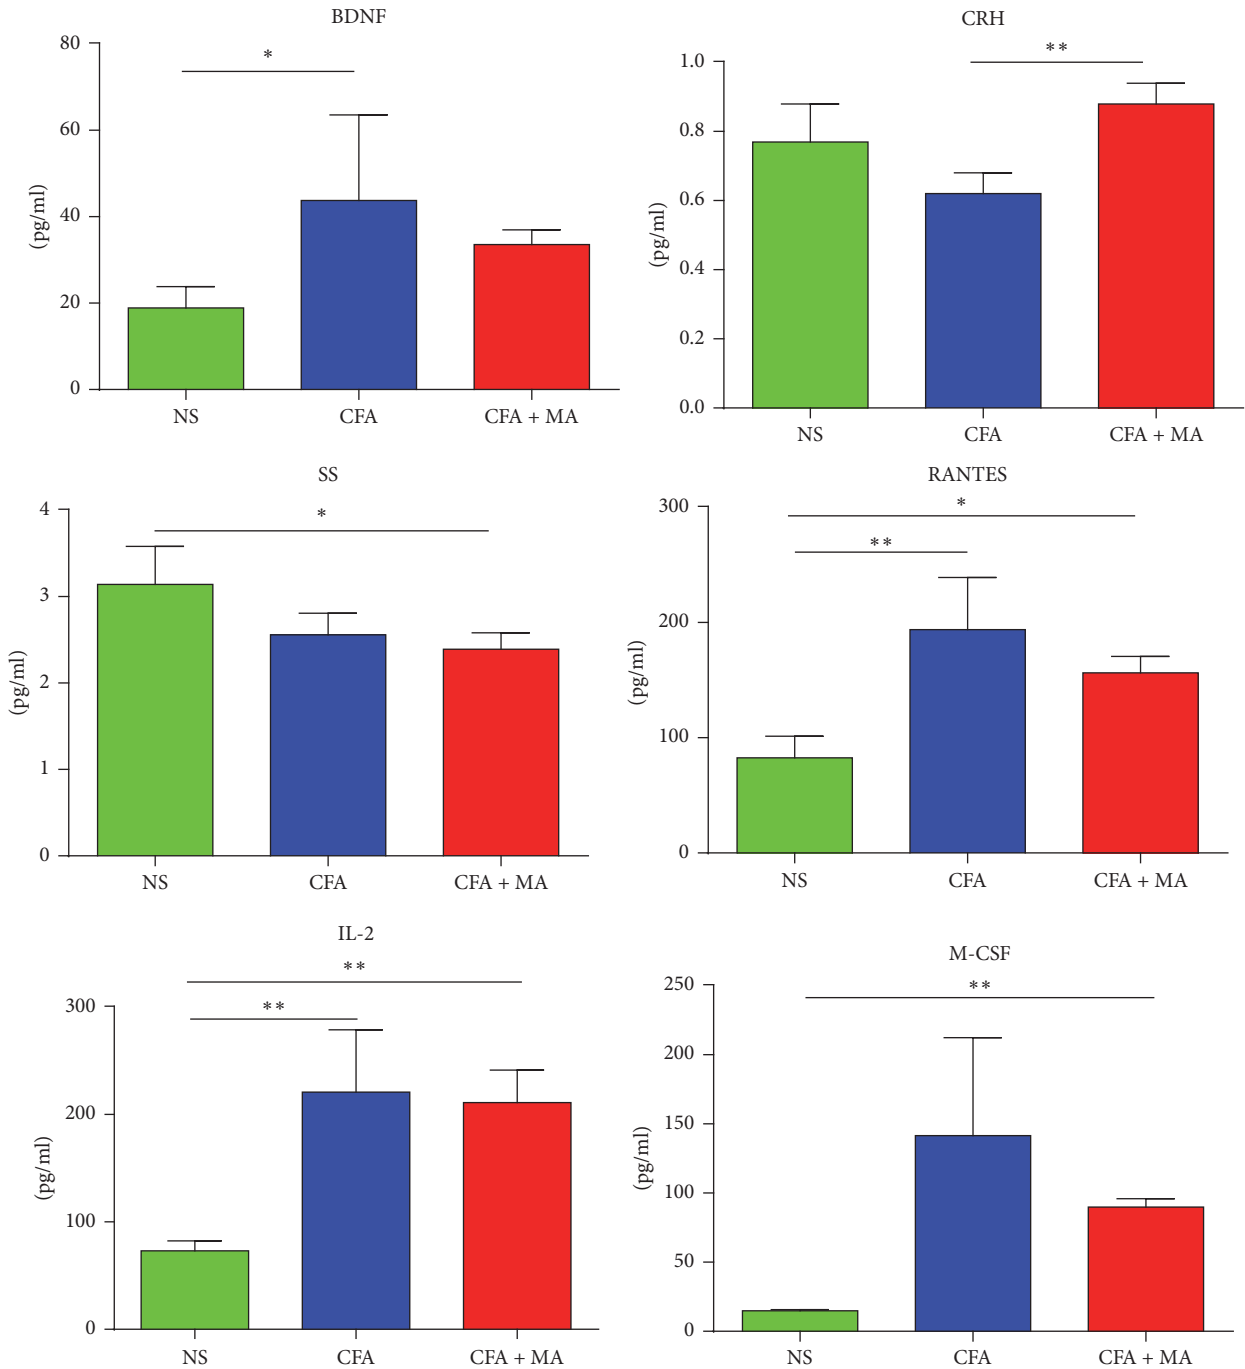 BDNF
80
60
40
20
0
(pg/ml)
*
NS
CFA
CFA + MA
CRH
1.0
0.8
0.6
0.4
0.2
0.0
(pg/ml)
**
NS
CFA
CFA + MA
SS
4
3
2
1
0
(pg/ml)
*
NS
CFA
CFA + MA
RANTES
300
200
100
0
(pg/ml)
*
**
NS
CFA
CFA + MA
IL-2
300
200
100
0
(pg/ml)
**
**
NS
CFA
CFA + MA
M-CSF
250
200
150
100
50
0
(pg/ml)
**
NS
CFA
CFA + MA